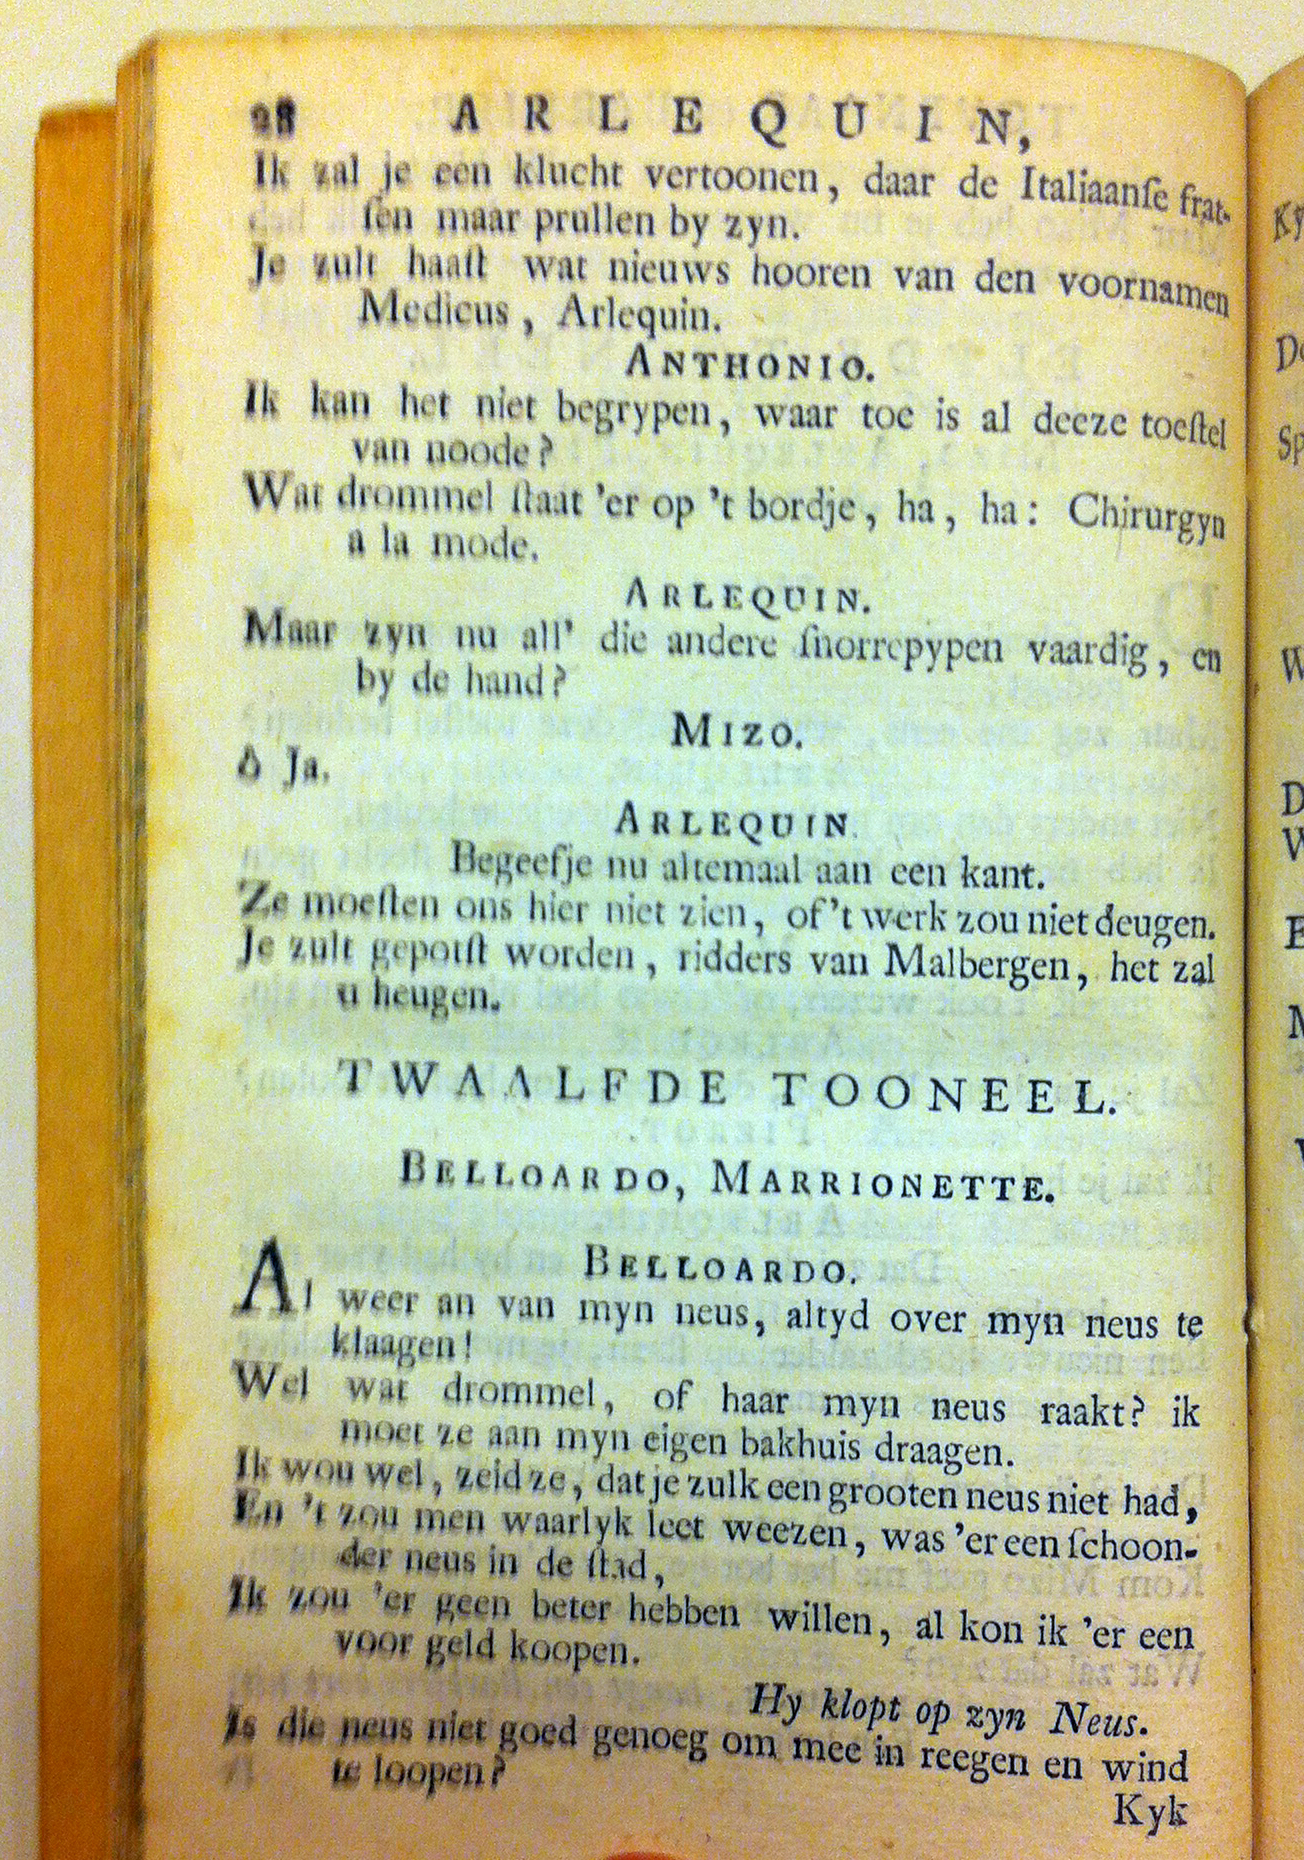 28 ARLEQUIN,
Ik zal je een klucht vertoonen, daar de Italiaanſe frat-
ſen maar prullen by zyn.
Je zult haaſt wat nieuws hooren van den voornamen
Medicus, Arlequin.
ANTHONIO.
Ik kan het niet begrypen, waar toe is al deeze toeſtel
van noode?
Wat drommel ſtaat 'er op 't bordje, ha, ha: Chirurgyn
a la mode.
ARLEQUIN.
Maar zyn nu all' die andere ſnorrepypen vaardig, en
by de hand?
MIZO.
ô Ja.
ARLEQUIN.
Begeefje nu altemaal aan een kant.
Ze moeſten ons hier niet zien, of 't werk zou niet deugen.
Je zult gepotſt worden, ridders van Malbergen, het zal
u heugen.
TWAALFDE TOONEEL.
BELLOARDO, MARRIONETTE.
BELLOARDO.
Al weer an van myn neus, altyd over myn neus te
klaagen!
Wel wat drommel, of haar myn neus raakt? ik
moet ze aan myn eigen bakhuis draagen.
Ik wou wel, zeid ze, dat je zulk een grooten neus niet had,
En 't zou men waarlyk leet weezen, was 'er een ſchoon-
der neus in de ſtad,
Ik zou 'er geen beter hebben willen, al kon ik 'er een
voor geld koopen.
Hy klopt op zyn Neus.
Is die neus niet goed genoeg om mee in reegen en wind
te loopen?
Kyk